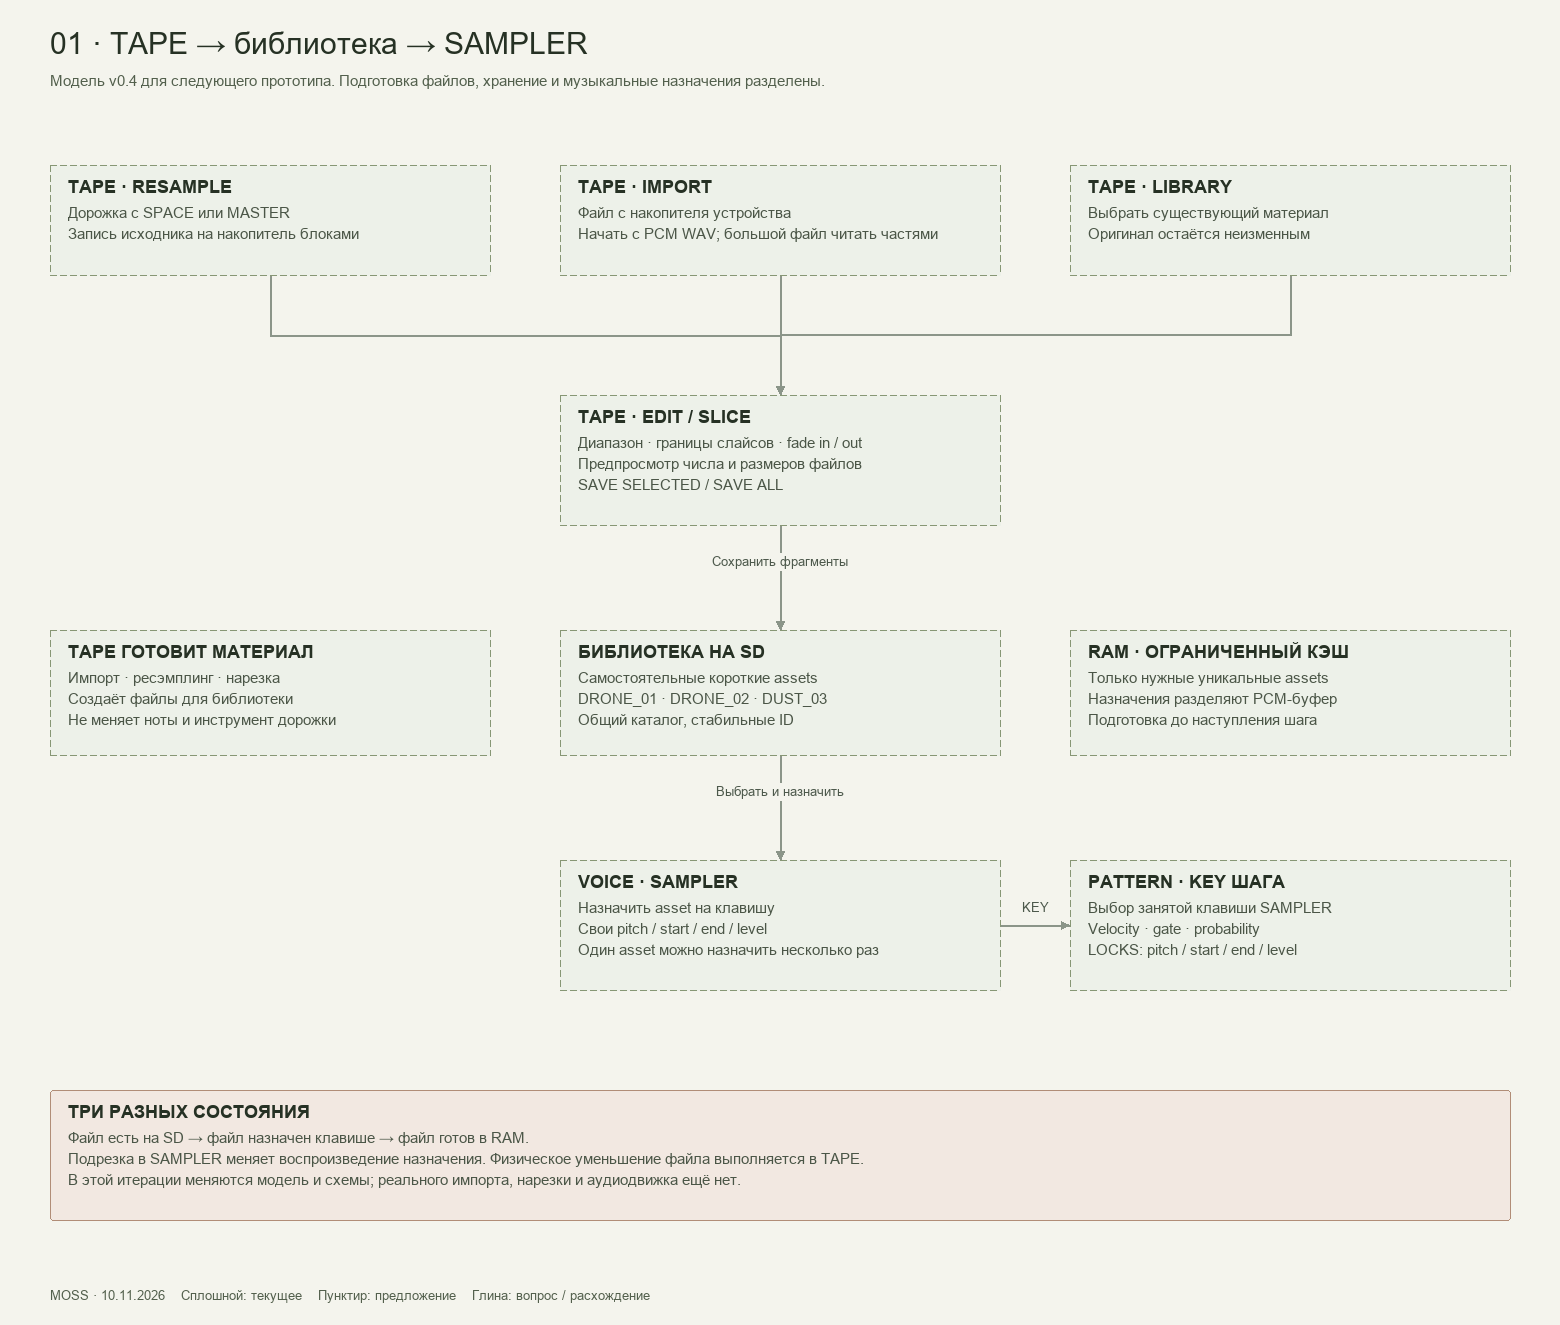 01 · TAPE → библиотека → SAMPLER
Модель v0.4 для следующего прототипа. Подготовка файлов, хранение и музыкальные назначения разделены.
TAPE · RESAMPLE
Дорожка с SPACE или MASTER
Запись исходника на накопитель блоками
TAPE · IMPORT
Файл с накопителя устройства
Начать с PCM WAV; большой файл читать частями
TAPE · LIBRARY
Выбрать существующий материал
Оригинал остаётся неизменным
TAPE · EDIT / SLICE
Диапазон · границы слайсов · fade in / out
Предпросмотр числа и размеров файлов
SAVE SELECTED / SAVE ALL
Сохранить фрагменты
TAPE ГОТОВИТ МАТЕРИАЛ
Импорт · ресэмплинг · нарезка
Создаёт файлы для библиотеки
Не меняет ноты и инструмент дорожки
БИБЛИОТЕКА НА SD
Самостоятельные короткие assets
DRONE_01 · DRONE_02 · DUST_03
Общий каталог, стабильные ID
RAM · ОГРАНИЧЕННЫЙ КЭШ
Только нужные уникальные assets
Назначения разделяют PCM-буфер
Подготовка до наступления шага
Выбрать и назначить
VOICE · SAMPLER
Назначить asset на клавишу
Свои pitch / start / end / level
Один asset можно назначить несколько раз
KEY
PATTERN · KEY ШАГА
Выбор занятой клавиши SAMPLER
Velocity · gate · probability
LOCKS: pitch / start / end / level
ТРИ РАЗНЫХ СОСТОЯНИЯ
Файл есть на SD → файл назначен клавише → файл готов в RAM.
Подрезка в SAMPLER меняет воспроизведение назначения. Физическое уменьшение файла выполняется в TAPE.
В этой итерации меняются модель и схемы; реального импорта, нарезки и аудиодвижка ещё нет.
MOSS · 10.11.2026 Сплошной: текущее Пунктир: предложение Глина: вопрос / расхождение